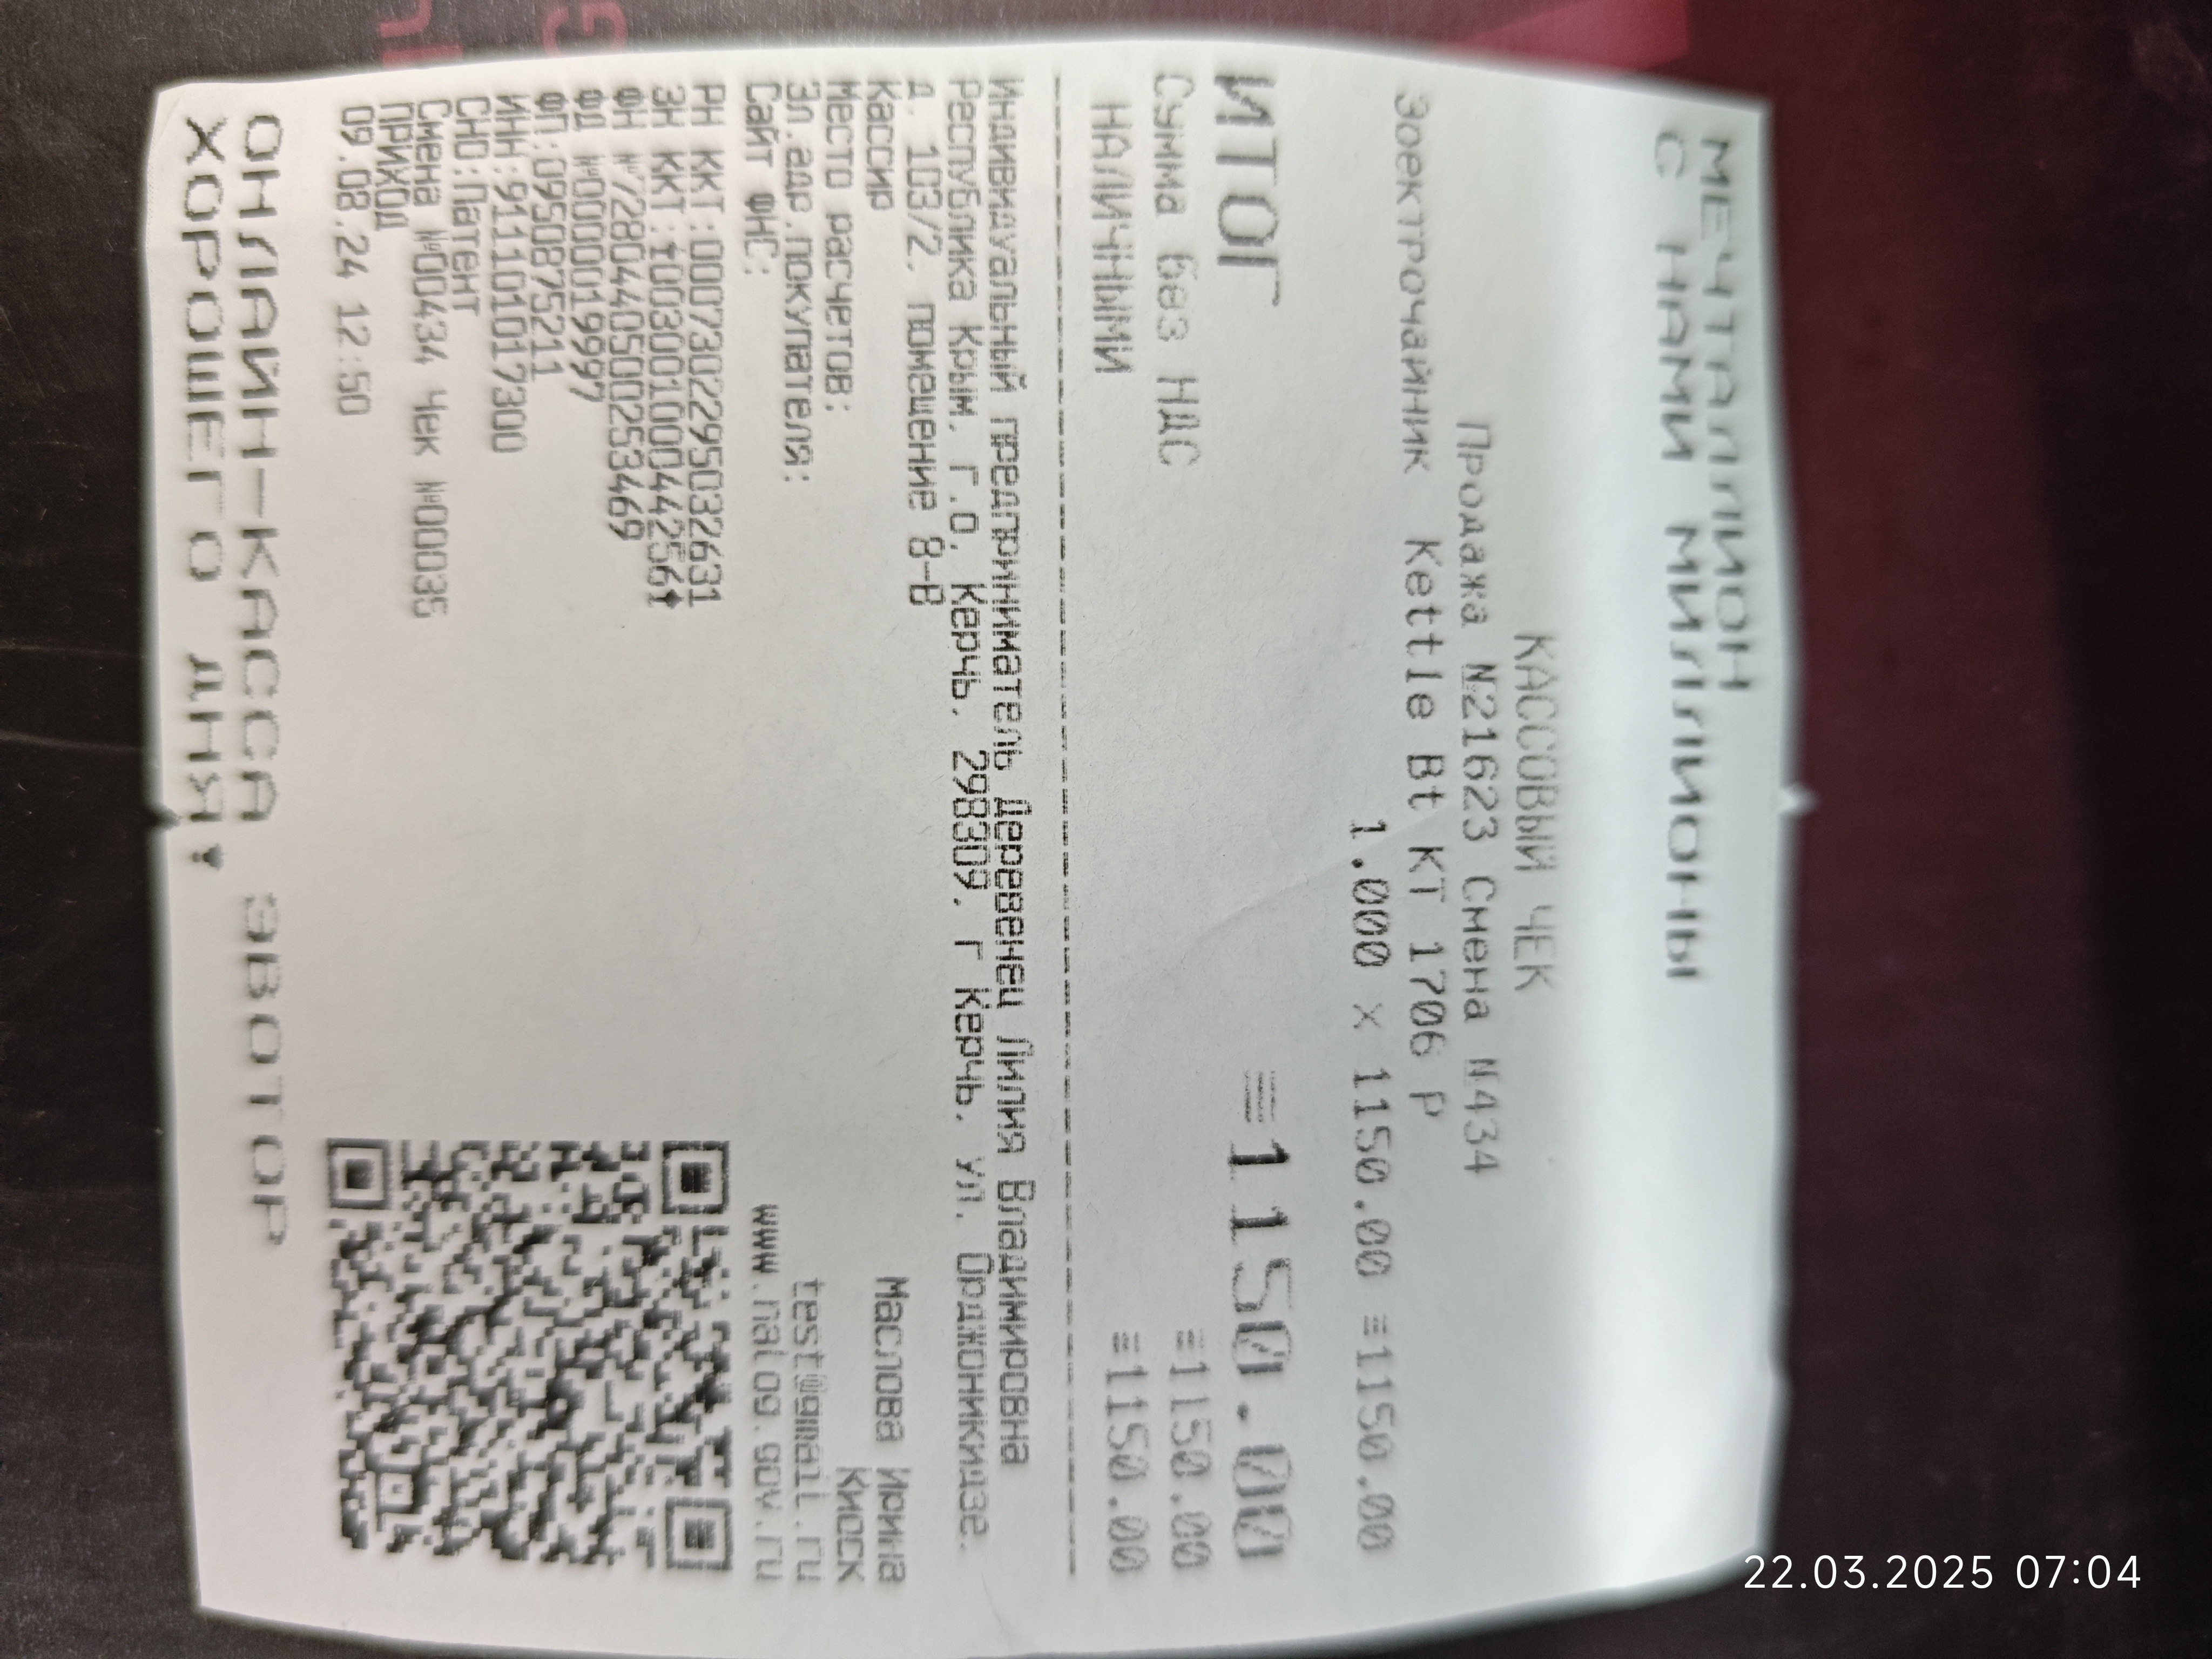 МЕЧТАЛЛИОН
С НАМИ МИЛЛИОНЫ
КАССОВЫЙ ЧЕК
Продажа №21623 Смена №434
Электрочайник Kettle Bt KT 1706 P
1.000 x 1150.00 ≡1150.00
ИТОГ ≡1150.00
Сумма без НДС ≡1150.00
НАЛИЧНЫМИ ≡1150.00
Индивидуальный предприниматель Деревенец Лилия Владимировна
Республика Крым, Г.О. Керчь, 298309, Г Керчь, ул. Орджоникидзе,
д. 103/2, помещение 8-В
Кассир Маслова Ирина
Место расчетов: Киоск
Эл.адр.покупателя: test@gmail.ru
Сайт ФНС: www.nalog.gov.ru
РН ККТ:0007302295032631
ЗН ККТ:
ФН №7280440500253469
ФД №0000019997
ФП:0950875211
ИНН:911101017300
СНО:Патент
Смена №00434 Чек №00035
ПРИХОД
09.08.24 12:50
ОНЛАЙН-КАССА ЭВОТОР
ХОРОШЕГО ДНЯ
22.03.2025 07:04